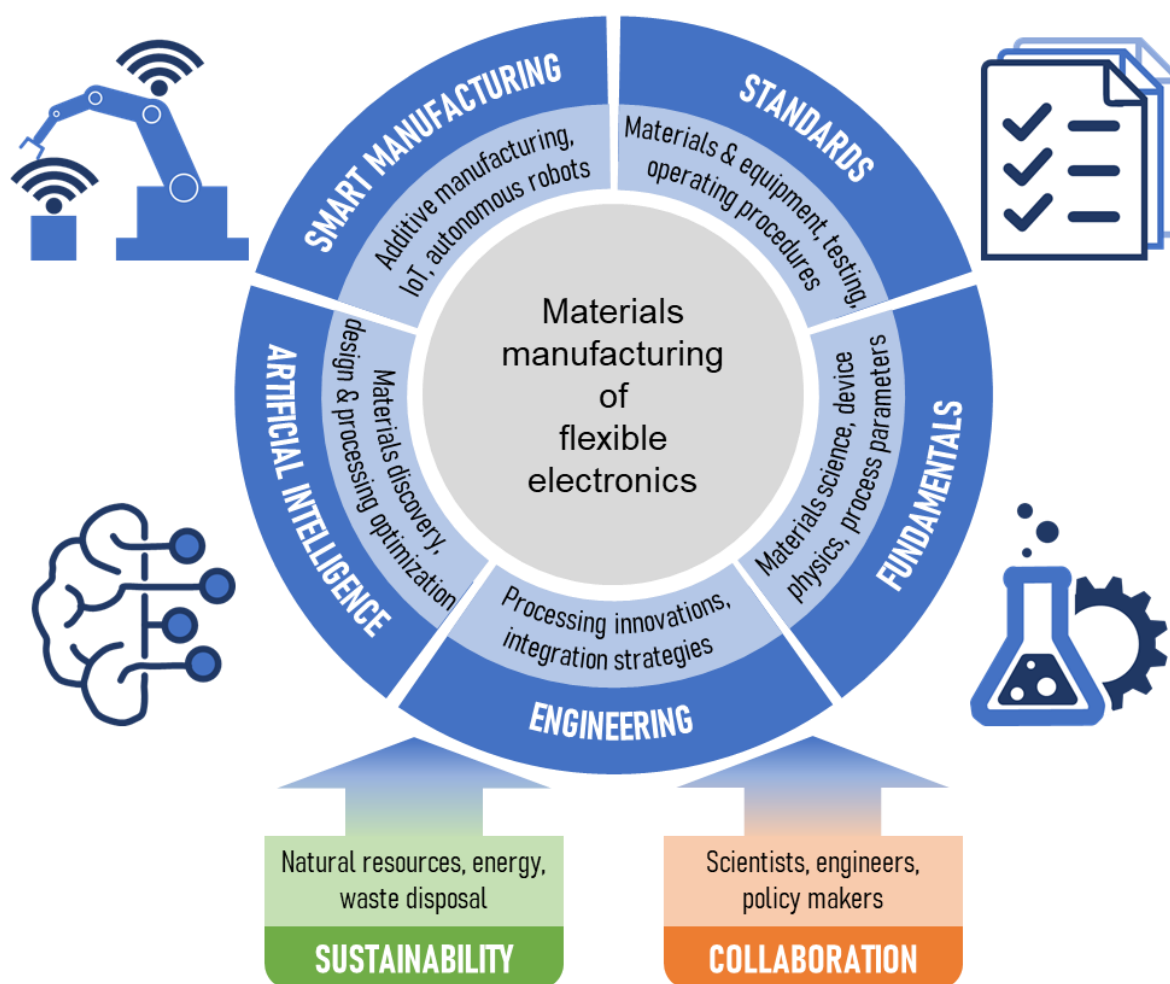 SMART MANUFACTURING
Additive manufacturing,
IoT, autonomous robots
STANDARDS
Materials & equipment, testing,
operating procedures
Materials
manufacturing
of
flexible
electronics
ARTIFICIAL INTELLIGENCE
Materials discovery,
design & processing optimization
FUNDAMENTALS
Materials science, device
physics, process parameters
Processing innovations,
integration strategies
ENGINEERING
Natural resources, energy,
waste disposal
SUSTAINABILITY
Scientists, engineers,
policy makers
COLLABORATION